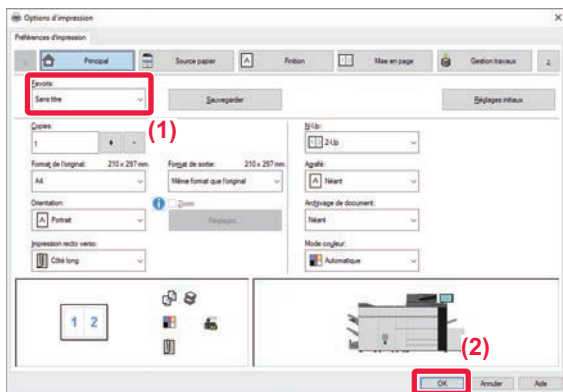 Options d'impression
Préférences d'impression
Principal
Source papier
Finition
Mise en page
Gestion travaux
Favoris:
Sans titre
Sauvegarder
Réglages initiaux
(1)
Copies:
1
N-Up:
2-Up
Format de l'original: 210 x 297 mm.
Format de sortie: 210 x 297 mm.
Agrafé:
A4
Même format que l'original
Néant
Orientation:
Zoom
Archivage de document:
Portrait
Réglages...
Néant
Impression recto verso:
Mode couleur:
Côté long
Automatique
1 2
(2)
OK
Annuler
Aide